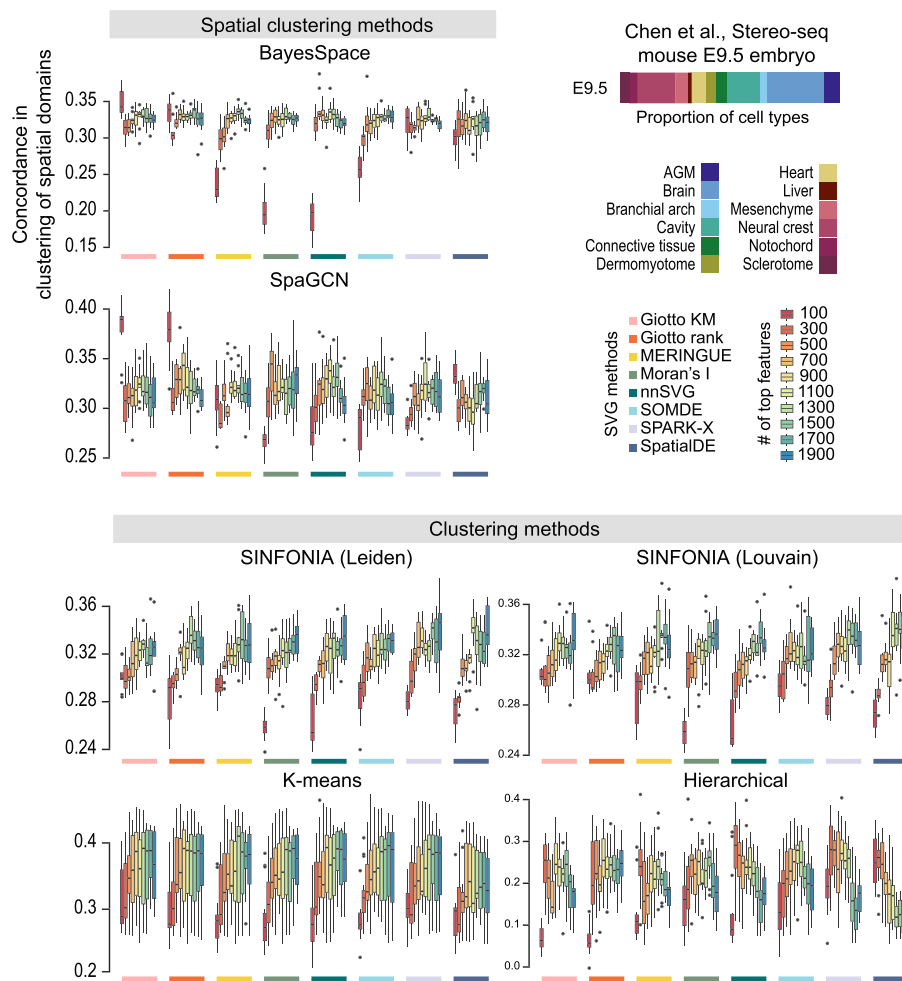 Spatial clustering methods
BayesSpace
Concordance in
clustering of spatial domains
0.35
0.30
0.25
0.20
0.15
SpaGCN
0.40
0.35
0.30
0.25
Chen et al., Stereo-seq
mouse E9.5 embryo
E9.5
Proportion of cell types
AGM
Brain
Branchial arch
Cavity
Connective tissue
Dermomyotome
Heart
Liver
Mesenchyme
Neural crest
Notochord
Sclerotome
SVG methods
Giotto KM
Giotto rank
MERINGUE
Moran's I
nnSVG
SOMDE
SPARK-X
SpatialDE
# of top features
100
300
500
700
900
1100
1300
1500
1700
1900
Clustering methods
SINFONIA (Leiden)
0.36
0.32
0.28
0.24
SINFONIA (Louvain)
0.36
0.32
0.28
0.24
K-means
0.4
0.3
0.2
Hierarchical
0.4
0.3
0.2
0.1
0.0